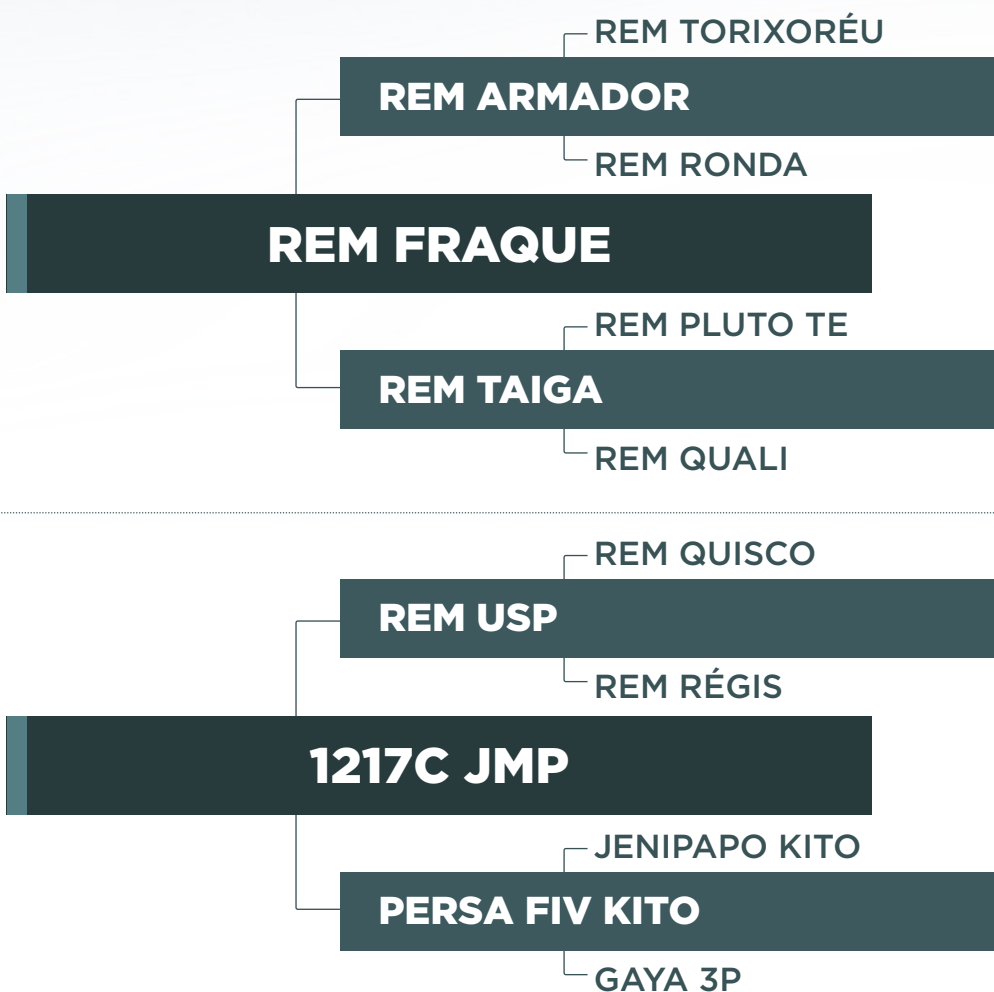 REM TORIXORÉU
REM ARMADOR
REM RONDA
REM FRAQUE
REM PLUTO TE
REM TAIGA
REM QUALI
REM QUISCO
REM USP
REM RÉGIS
1217C JMP
JENIPAPO KITO
PERSA FIV KITO
GAYA 3P